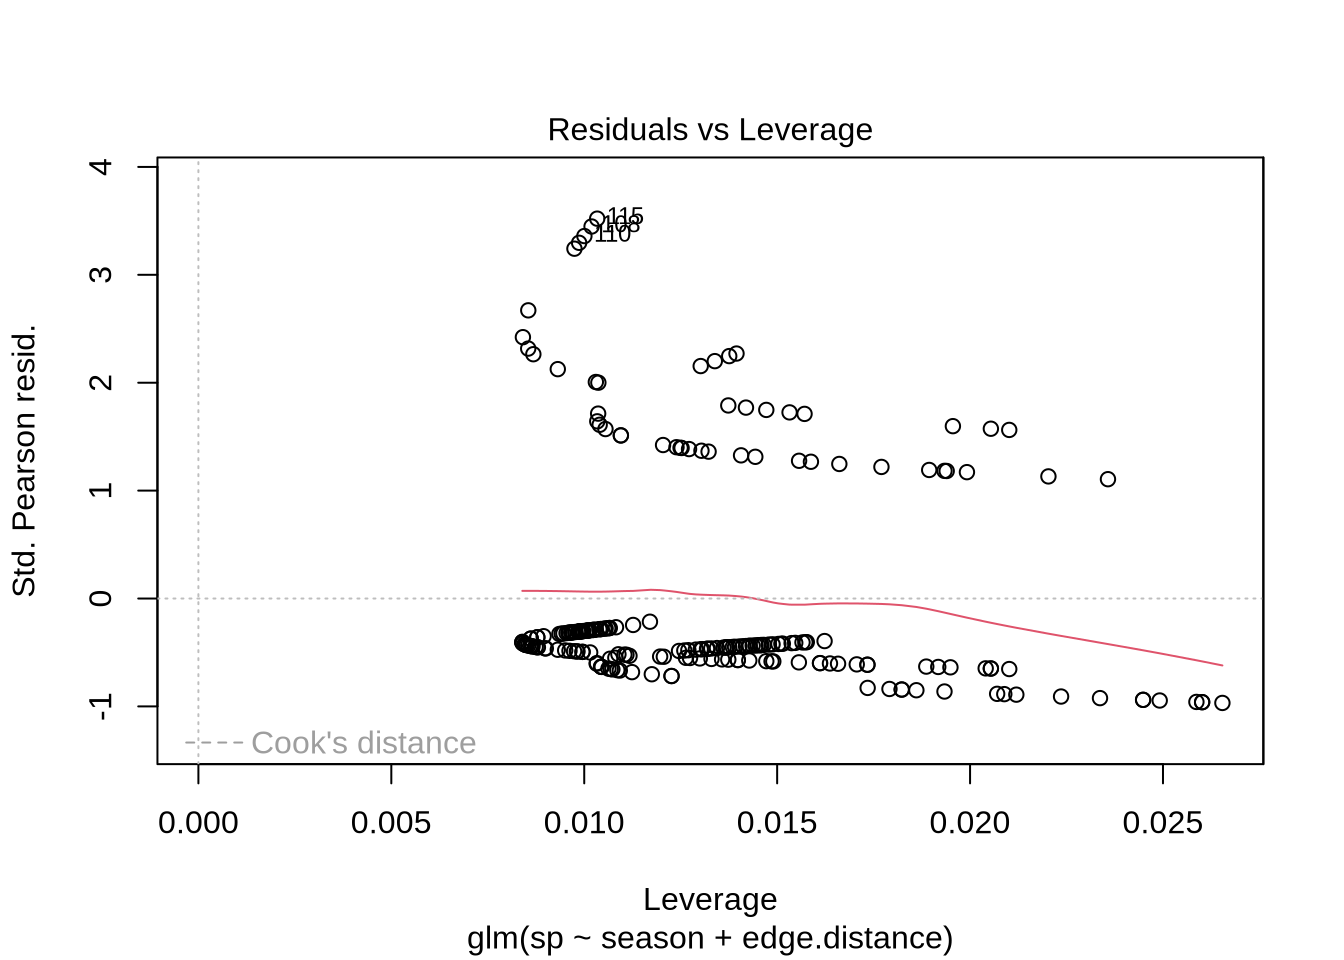 Residuals vs Leverage
Std. Pearson resid.
4
3
2
1
0
-1
115
108
110
Cook's distance
0.000 0.005 0.010 0.015 0.020 0.025
Leverage
glm(sp ~ season + edge.distance)